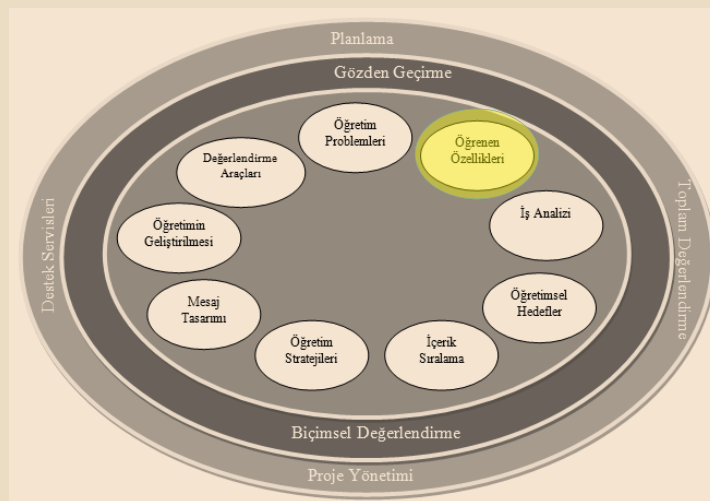 Planlama
Gözden Geçirme
Öğretim
Problemleri
Öğrenen
Özellikleri
Değerlendirme
Araçları
İş Analizi
Öğretimin
Geliştirilmesi
Öğretimsel
Hedefler
Mesaj
Tasarımı
Öğretim
Stratejileri
İçerik
Sıralama
Destek Servisleri
Toplam Değerlendirme
Biçimsel Değerlendirme
Proje Yönetimi